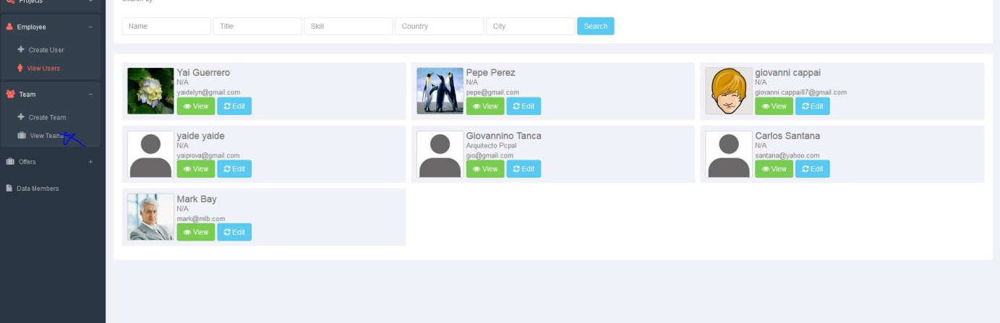 Projects +
Search by:
Employee −
Name Title Skill Country City Search
Create User
View Users
Team −
Create Team
View Teams
Offers +
Data Members
Yai Guerrero
N/A
yaidelyn@gmail.com
View Edit
Pepe Perez
N/A
pepe@gmail.com
View Edit
giovanni cappai
N/A
giovanni.cappai87@gmail.com
View Edit
yaide yaide
N/A
yaiprova@gmail.com
View Edit
Giovannino Tanca
Arquitecto Pcpal
gio@gmail.com
View Edit
Carlos Santana
N/A
santana@yahoo.com
View Edit
Mark Bay
N/A
mark@mlb.com
View Edit